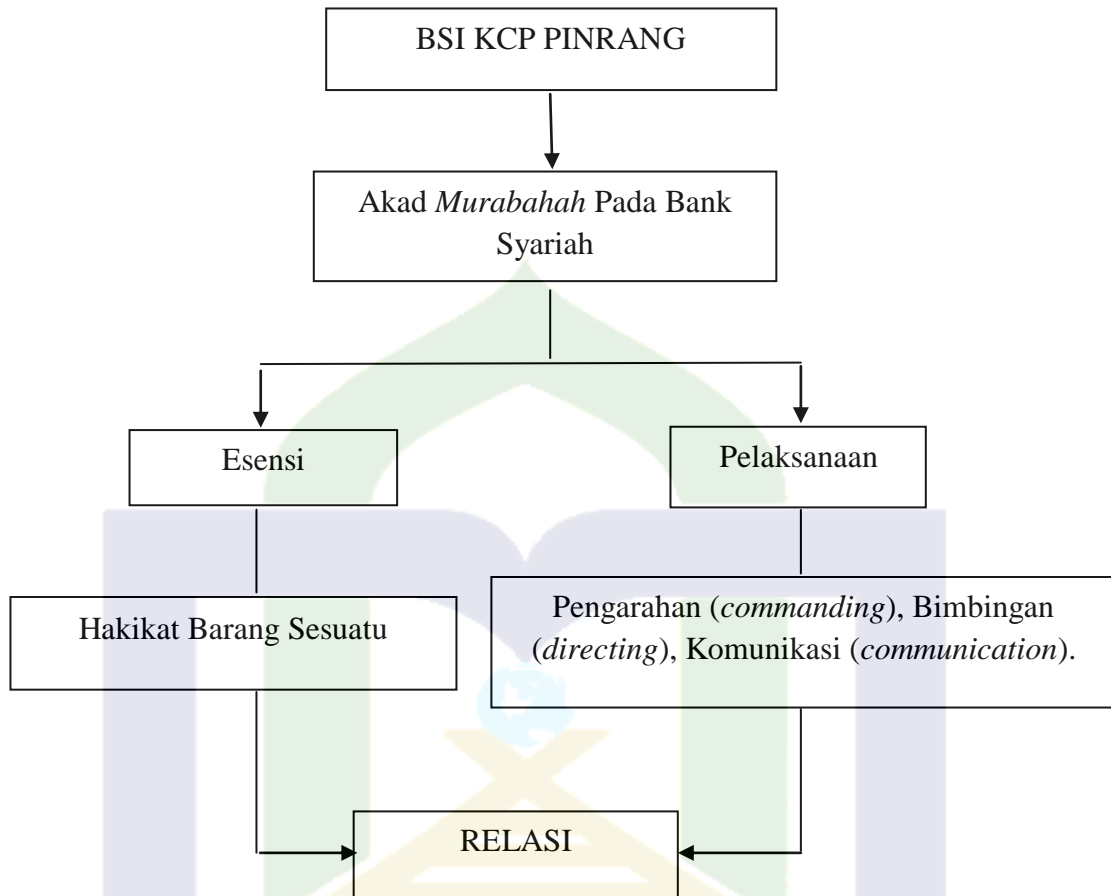 BSI KCP PINRANG
Akad Murabahah Pada Bank
Syariah
Esensi
Pelaksanaan
Hakikat Barang Sesuatu
Pengarahan (commanding), Bimbingan
(directing), Komunikasi (communication).
RELASI